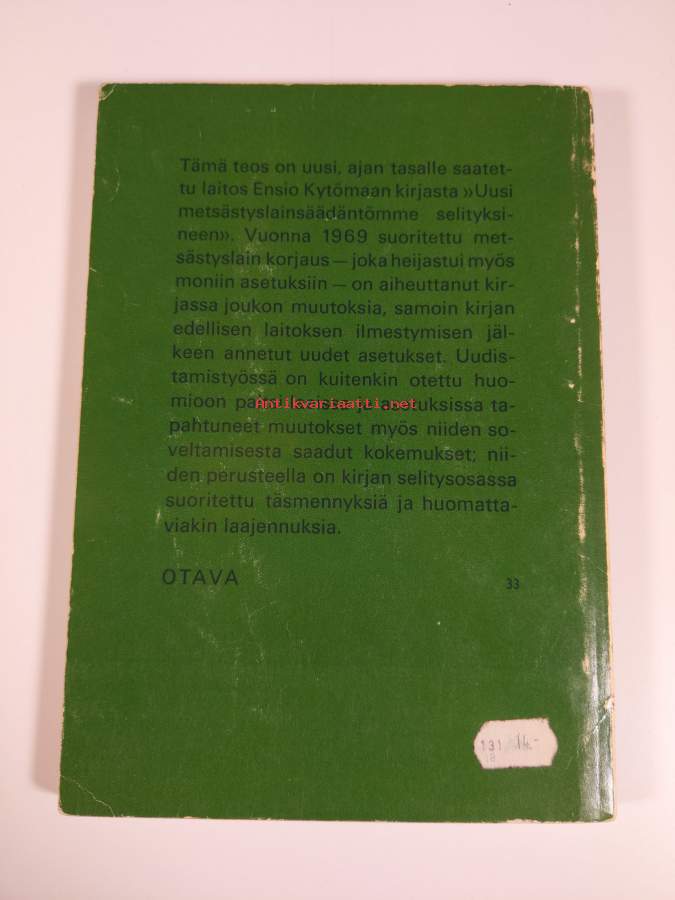 Tämä teos on uusi, ajan tasalle saatet-
tu laitos Ensio Kytömaan kirjasta »Uusi
metsästyslainsäädäntömme selityksi-
neen». Vuonna 1969 suoritettu met-
sästyslain korjaus — joka heijastui myös
moniin asetuksiin — on aiheuttanut kir-
jassa joukon muutoksia, samoin kirjan
edellisen laitoksen ilmestymisen jäl-
keen annetut uudet asetukset. Uudis-
tamistyössä on kuitenkin otettu huo-
Antikvariaatti.net
mioon ta-
pahtuneet muutokset myös niiden so-
veltamisesta saadut kokemukset; nii-
den perusteella on kirjan selitysosassa
suoritettu täsmennyksiä ja huomatta-
viakin laajennuksia.
OTAVA
33
131